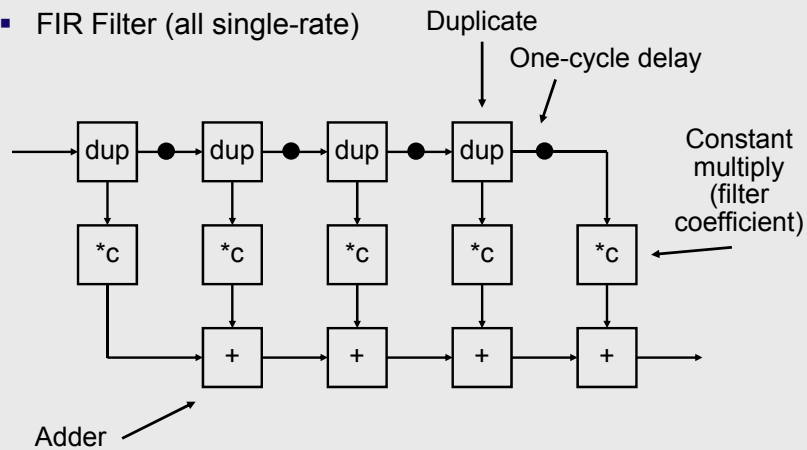 ▪ FIR Filter (all single-rate)
Duplicate
One-cycle delay
dup dup dup dup
Constant
multiply
(filter
coefficient)
*c *c *c *c *c
+ + + +
Adder